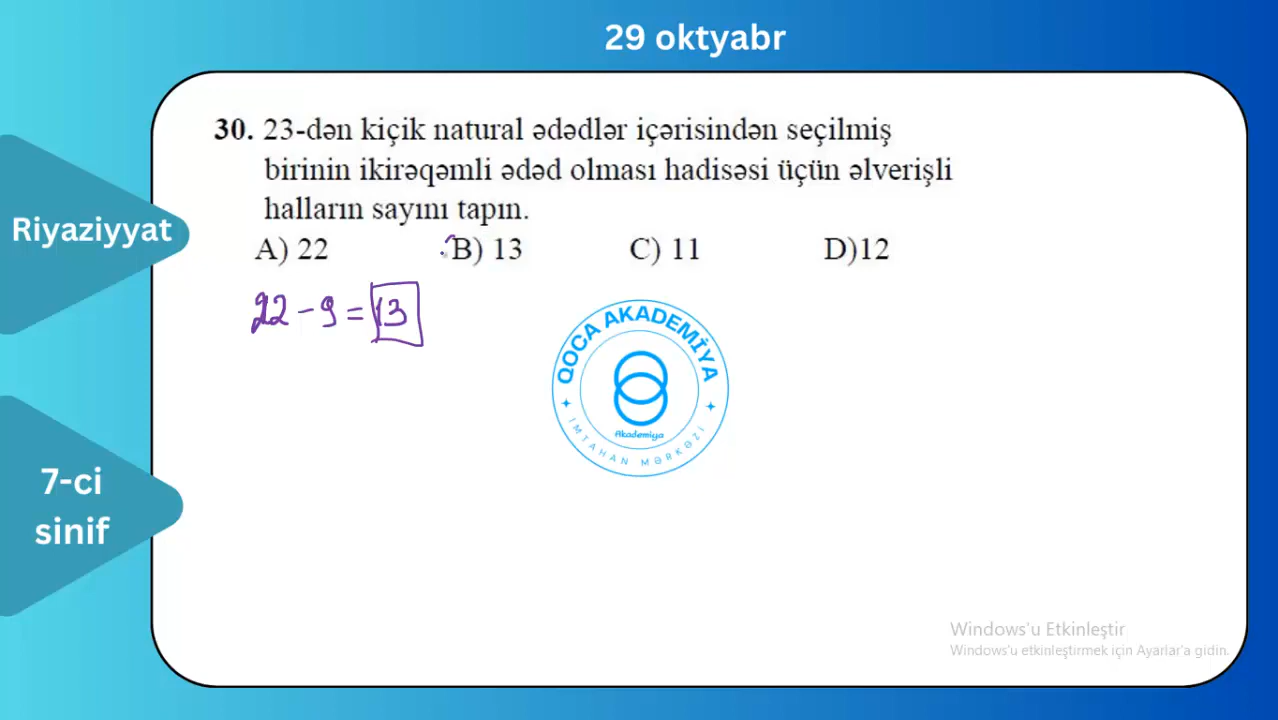 29 oktyabr
30. 23-dən kiçik natural ədədlər içərisindən seçilmiş
birinin ikirəqəmli ədəd olması hadisəsi üçün əlverişli
halların sayını tapın.
A) 22 B) 13 C) 11 D)12
22 - 9 = 13
Riyaziyyat
7-ci
sinif
QOCA AKADEMİYA
Akademiya
İMTAHAN MƏRKƏZİ
Windows'u Etkinleştir
Windows'u etkinleştirmek için Ayarlar'a gidin.